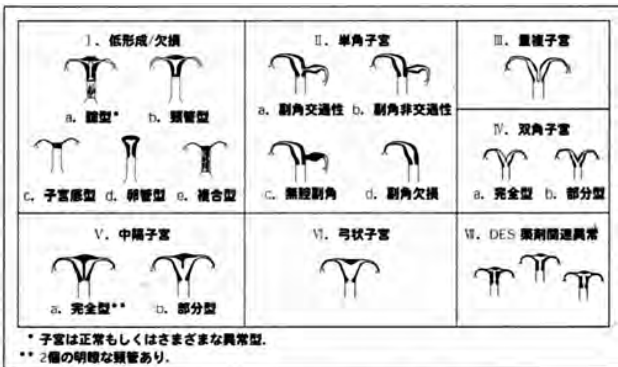 Ⅰ. 低形成/欠損
a. 腟型*
b. 頸管型
c. 子宮底型
d. 卵管型
e. 複合型
Ⅱ. 単角子宮
a. 副角交通性
b. 副角非交通性
c. 無腔副角
d. 副角欠損
Ⅲ. 重複子宮
Ⅳ. 双角子宮
a. 完全型
b. 部分型
Ⅴ. 中隔子宮
a. 完全型**
b. 部分型
Ⅵ. 弓状子宮
Ⅶ. DES 薬剤関連異常
* 子宮は正常もしくはさまざまな異常型.
** 2個の明瞭な頸管あり.